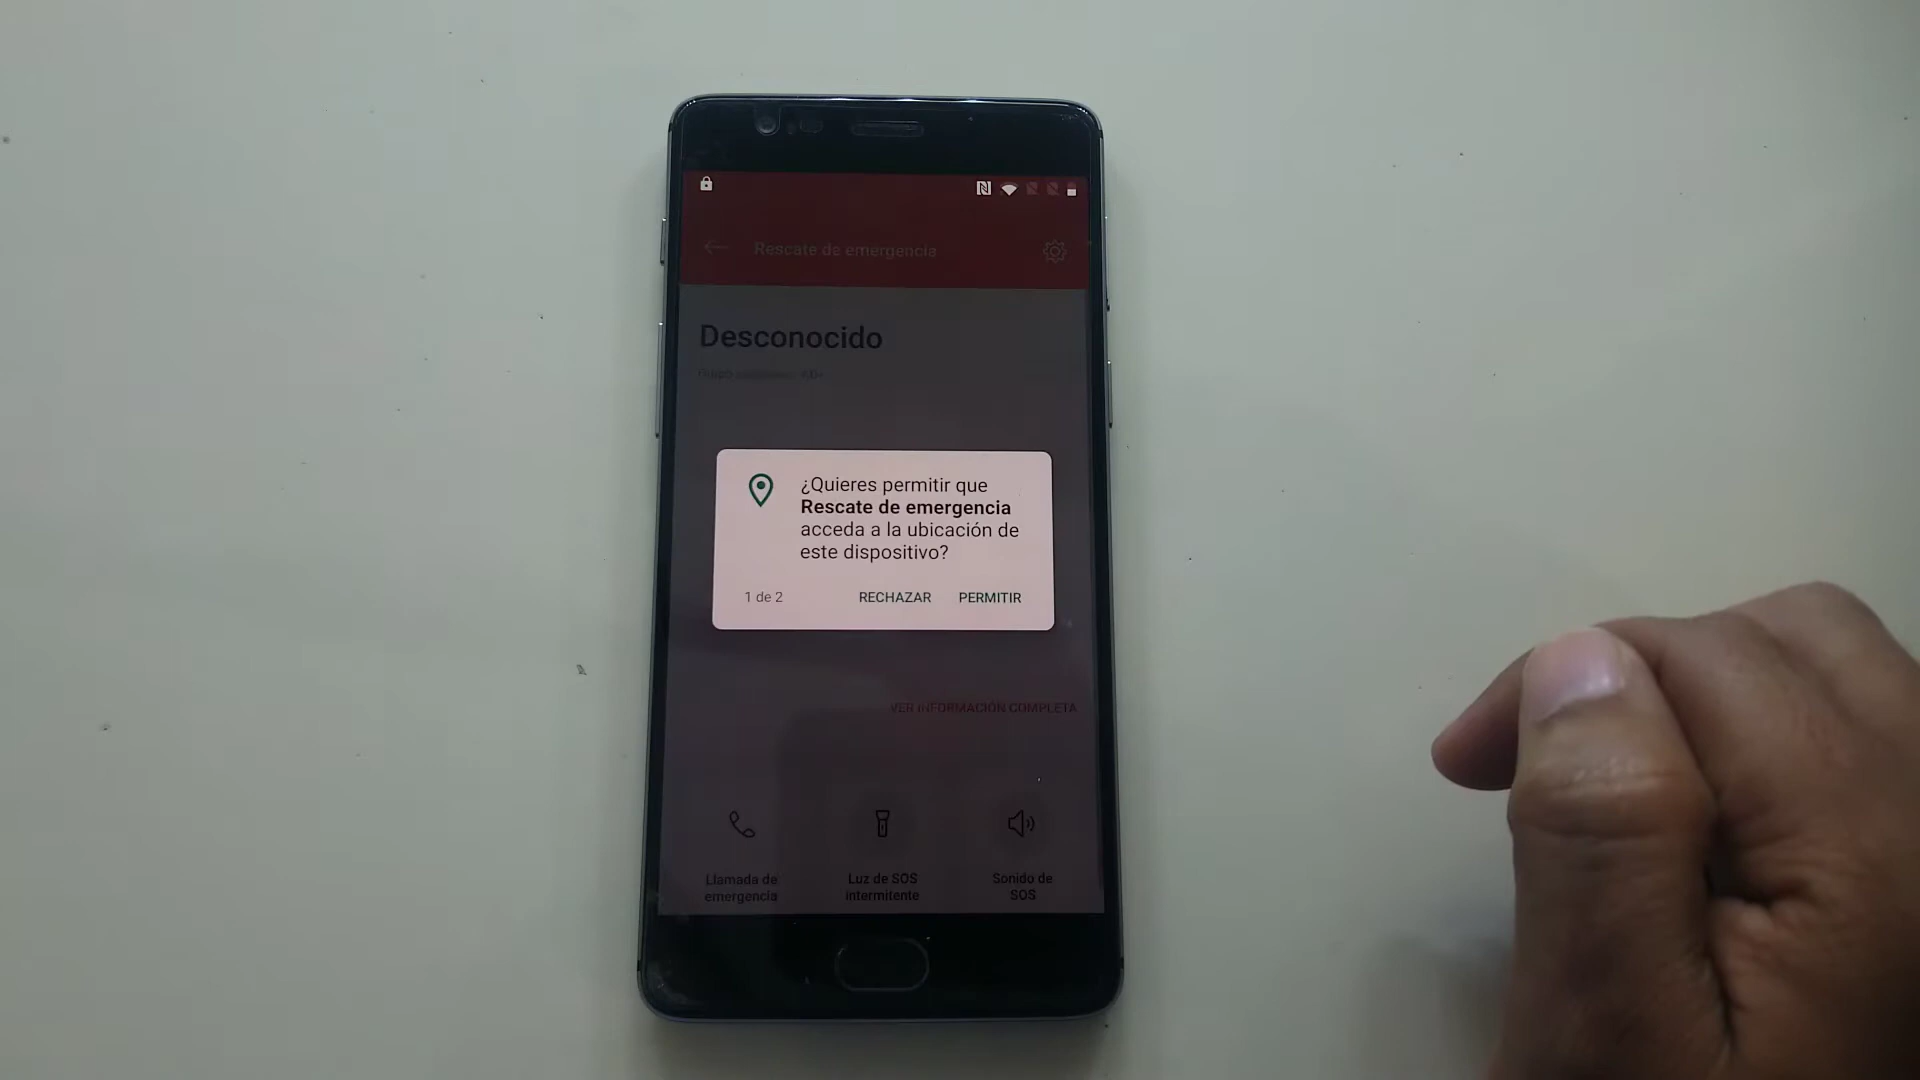 Rescate de emergencia
Desconocido
¿Quieres permitir que
Rescate de emergencia
acceda a la ubicación de
este dispositivo?
1 de 2
RECHAZAR
PERMITIR
VER INFORMACIÓN COMPLETA
Llamada de
emergencia
Luz de SOS
intermitente
Sonido de
SOS